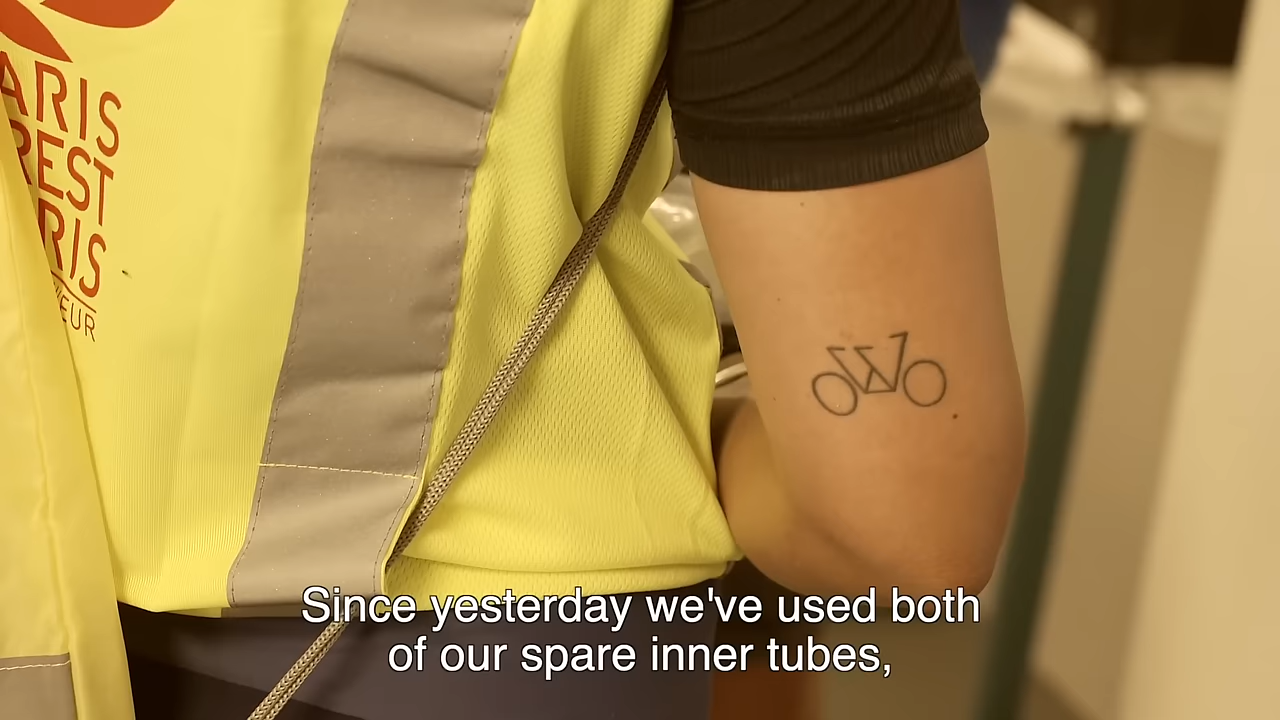 ARIS
REST
RIS
EUR
Since yesterday we've used both
of our spare inner tubes,